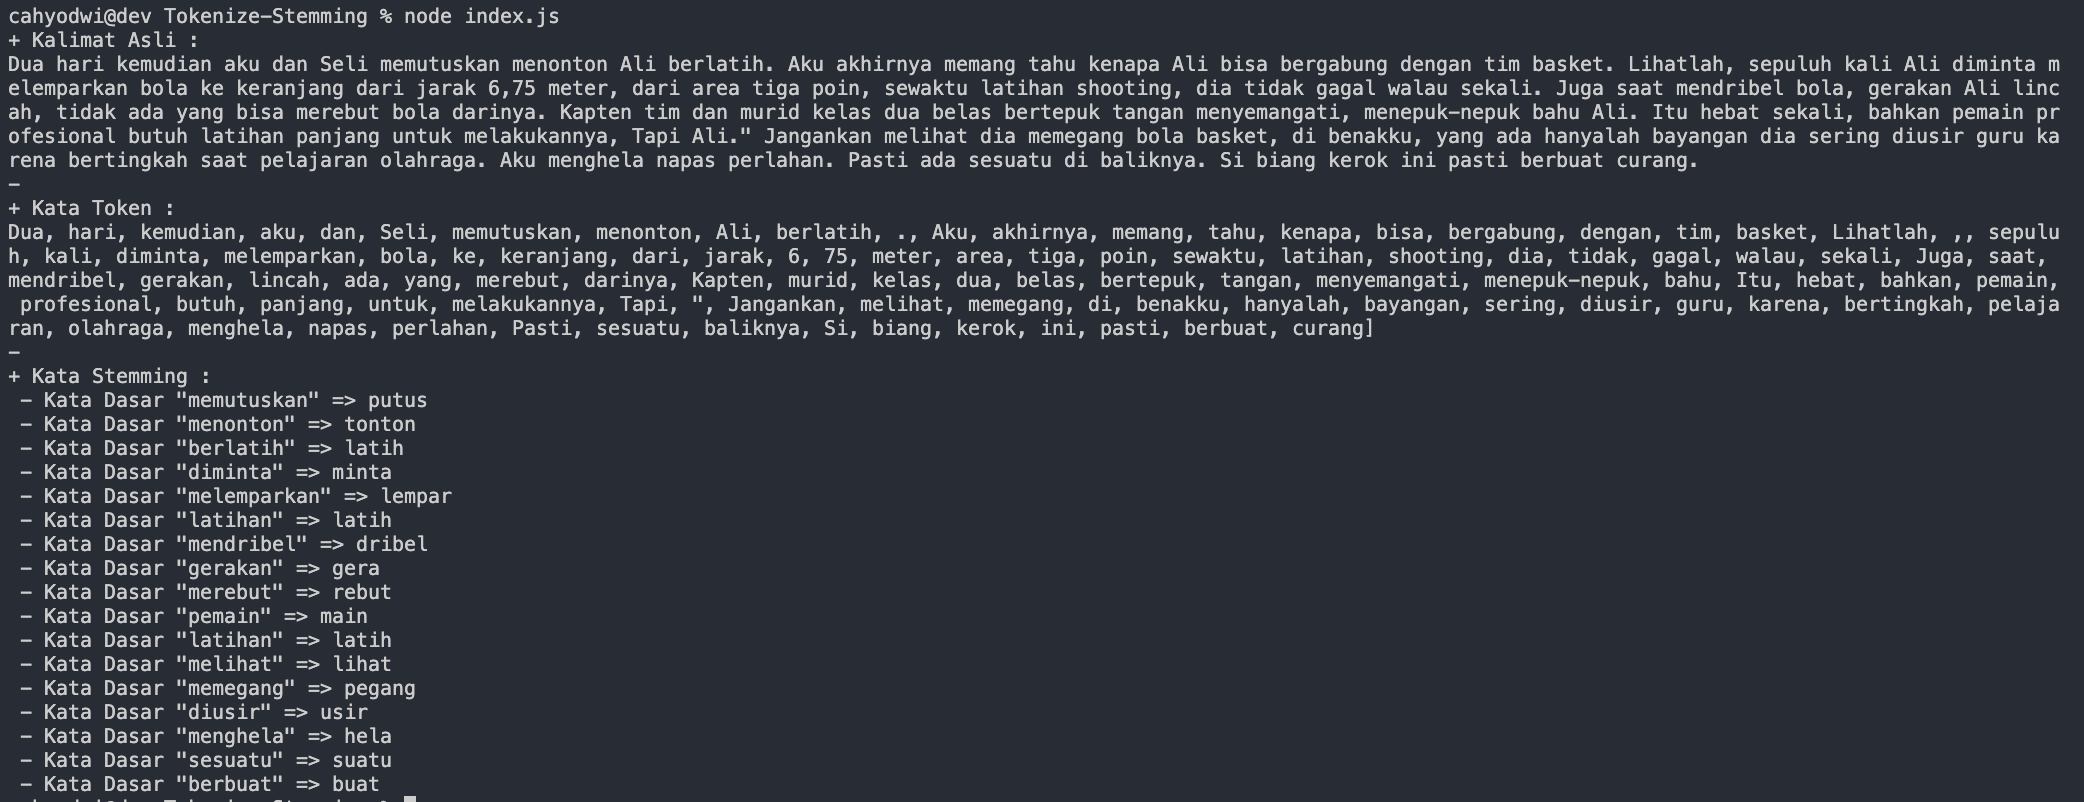 cahyodwi@dev Tokenize-Stemming % node index.js
+ Kalimat Asli :
Dua hari kemudian aku dan Seli memutuskan menonton Ali berlatih. Aku akhirnya memang tahu kenapa Ali bisa bergabung dengan tim basket. Lihatlah, sepuluh kali Ali diminta m
elemparkan bola ke keranjang dari jarak 6,75 meter, dari area tiga poin, sewaktu latihan shooting, dia tidak gagal walau sekali. Juga saat mendribel bola, gerakan Ali linc
ah, tidak ada yang bisa merebut bola darinya. Kapten tim dan murid kelas dua belas bertepuk tangan menyemangati, menepuk-nepuk bahu Ali. Itu hebat sekali, bahkan pemain pr
ofesional butuh latihan panjang untuk melakukannya, Tapi Ali." Jangankan melihat dia memegang bola basket, di benakku, yang ada hanyalah bayangan dia sering diusir guru ka
rena bertingkah saat pelajaran olahraga. Aku menghela napas perlahan. Pasti ada sesuatu di baliknya. Si biang kerok ini pasti berbuat curang.
-
+ Kata Token :
Dua, hari, kemudian, aku, dan, Seli, memutuskan, menonton, Ali, berlatih, ., Aku, akhirnya, memang, tahu, kenapa, bisa, bergabung, dengan, tim, basket, Lihatlah, ,, sepulu
h, kali, diminta, melemparkan, bola, ke, keranjang, dari, jarak, 6, 75, meter, area, tiga, poin, sewaktu, latihan, shooting, dia, tidak, gagal, walau, sekali, Juga, saat,
mendribel, gerakan, lincah, ada, yang, merebut, darinya, Kapten, murid, kelas, dua, belas, bertepuk, tangan, menyemangati, menepuk-nepuk, bahu, Itu, hebat, bahkan, pemain,
profesional, butuh, panjang, untuk, melakukannya, Tapi, ", Jangankan, melihat, memegang, di, benakku, hanyalah, bayangan, sering, diusir, guru, karena, bertingkah, pelaja
ran, olahraga, menghela, napas, perlahan, Pasti, sesuatu, baliknya, Si, biang, kerok, ini, pasti, berbuat, curang]
-
+ Kata Stemming :
- Kata Dasar "memutuskan" => putus
- Kata Dasar "menonton" => tonton
- Kata Dasar "berlatih" => latih
- Kata Dasar "diminta" => minta
- Kata Dasar "melemparkan" => lempar
- Kata Dasar "latihan" => latih
- Kata Dasar "mendribel" => dribel
- Kata Dasar "gerakan" => gera
- Kata Dasar "merebut" => rebut
- Kata Dasar "pemain" => main
- Kata Dasar "latihan" => latih
- Kata Dasar "melihat" => lihat
- Kata Dasar "memegang" => pegang
- Kata Dasar "diusir" => usir
- Kata Dasar "menghela" => hela
- Kata Dasar "sesuatu" => suatu
- Kata Dasar "berbuat" => buat